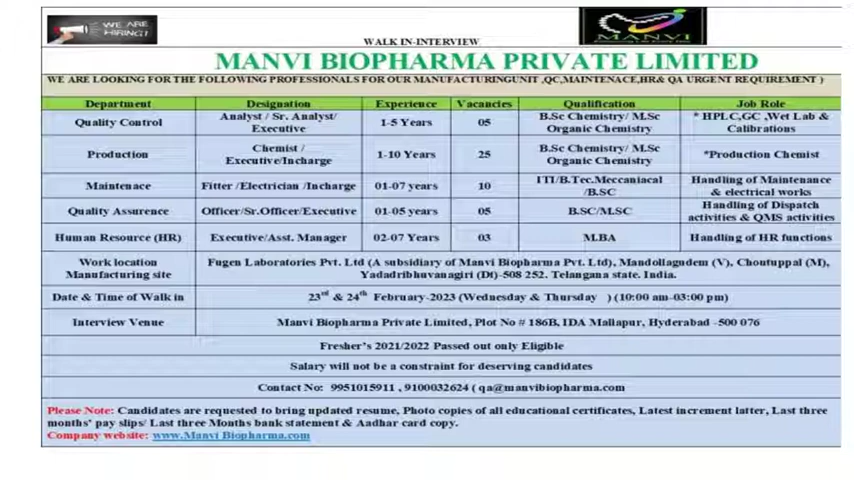 WE ARE
HIRING!
MANVI
WALK IN-INTERVIEW
MANVI BIOPHARMA PRIVATE LIMITED
WE ARE LOOKING FOR THE FOLLOWING PROFESSIONALS FOR OUR MANUFACTURINGUNIT ,QC,MAINTENACE,HR& QA URGENT REQUIREMENT )
Department Designation Experience Vacancies Qualification Job Role
Quality Control Analyst / Sr. Analyst/ Executive 1-5 Years 05 B.Sc Chemistry/ M.Sc Organic Chemistry * HPLC,GC ,Wet Lab & Calibrations
Production Chemist / Executive/Incharge 1-10 Years 25 B.Sc Chemistry/ M.Sc Organic Chemistry *Production Chemist
Maintenace Fitter /Electrician /Incharge 01-07 years 10 ITI/B.Tec.Meccaniacal /B.SC Handling of Maintenance & electrical works
Quality Assurence Officer/Sr.Officer/Executive 01-05 years 05 B.SC/M.SC Handling of Dispatch activities & QMS activities
Human Resource (HR) Executive/Asst. Manager 02-07 Years 03 M.BA Handling of HR functions
Work location Manufacturing site Fugen Laboratories Pvt. Ltd (A subsidiary of Manvi Biopharma Pvt. Ltd), Mandollagudem (V), Choutuppal (M), Yadadribhuvanagiri (Dt)-508 252. Telangana state. India.
Date & Time of Walk in 23rd & 24th February-2023 (Wednesday & Thursday ) (10:00 am-03:00 pm)
Interview Venue Manvi Biopharma Private Limited, Plot No # 186B, IDA Mallapur, Hyderabad -500 076
Fresher's 2021/2022 Passed out only Eligible
Salary will not be a constraint for deserving candidates
Contact No: 9951015911 , 9100032624 ( qa@manvibiopharma.com
Please Note: Candidates are requested to bring updated resume, Photo copies of all educational certificates, Latest increment latter, Last three
months' pay slips/ Last three Months bank statement & Aadhar card copy.
Company website: www.Manvi Biopharma.com